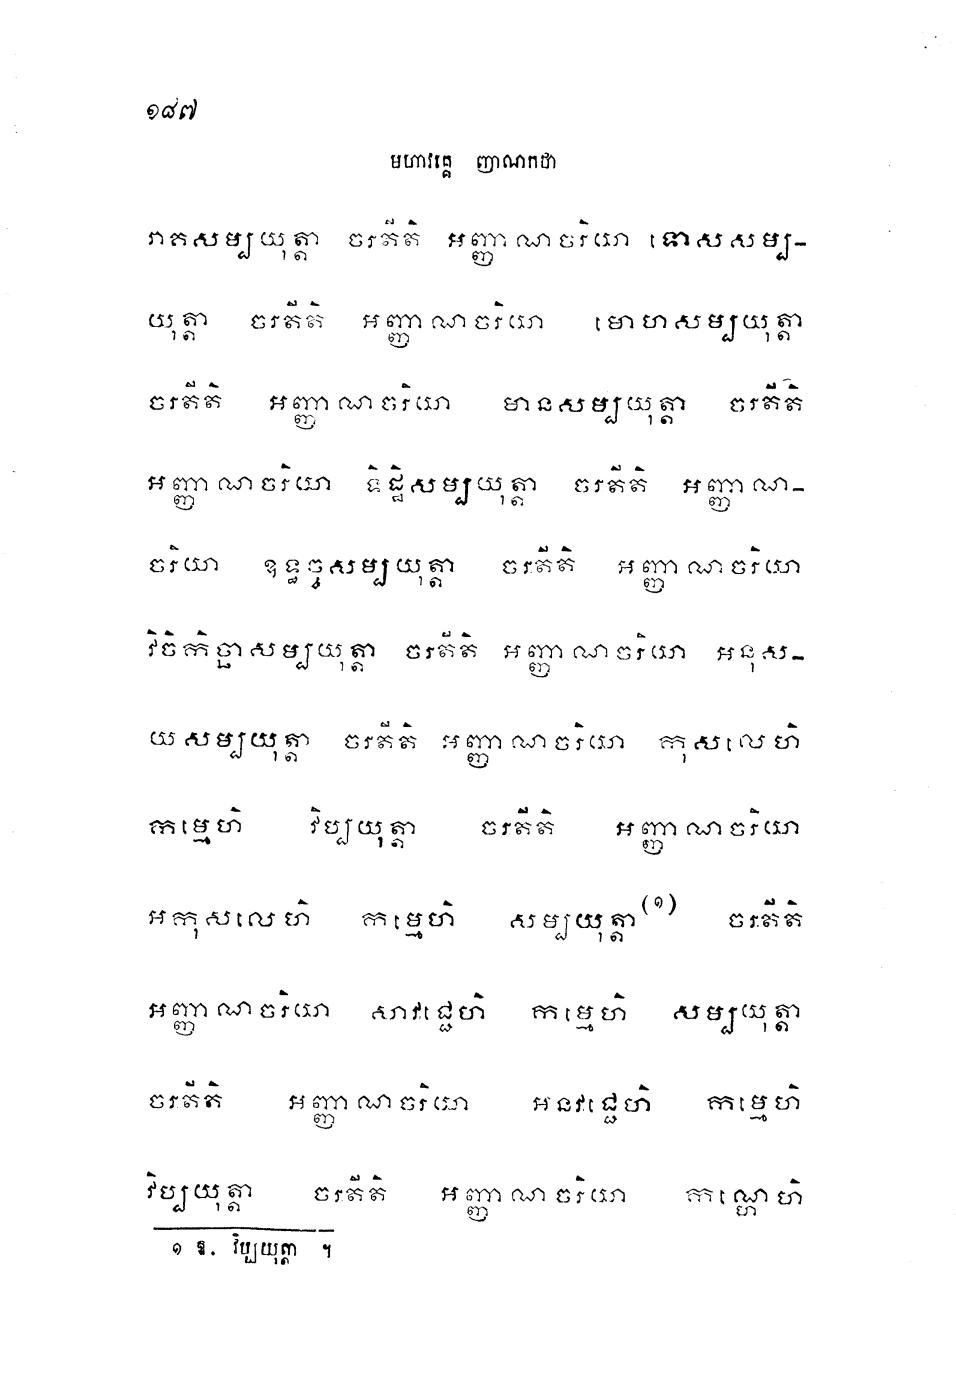 ១៨៧
មហាវគ្គេ ញាណកថា
រាគសម្បយុត្តា ចរតីតិ អញ្ញាណចរិយា ទោសសម្ប-
យុត្តា ចរតីតិ អញ្ញាណចរិយា មោហសម្បយុត្តា
ចរតីតិ អញ្ញាណចរិយា មានសម្បយុត្តា ចរតីតិ
អញ្ញាណចរិយា ទិដ្ឋិសម្បយុត្តា ចរតីតិ អញ្ញាណ-
ចរិយា ឧទ្ធច្ចសម្បយុត្តា ចរតីតិ អញ្ញាណចរិយា
វិចិកិច្ឆាសម្បយុត្តា ចរតីតិ អញ្ញាណចរិយា អនុស-
យសម្បយុត្តា ចរតីតិ អញ្ញាណចរិយា កុសលេហិ
កម្មេហិ វិប្បយុត្តា ចរតីតិ អញ្ញាណចរិយា
អកុសលេហិ កម្មេហិ សម្បយុត្តា(១) ចរតីតិ
អញ្ញាណចរិយា សាវជ្ជេហិ កម្មេហិ សម្បយុត្តា
ចរតីតិ អញ្ញាណចរិយា អនវជ្ជេហិ កម្មេហិ
វិប្បយុត្តា ចរតីតិ អញ្ញាណចរិយា កណ្ហេហិ
១ ឱ. វិប្បយុត្តា ។